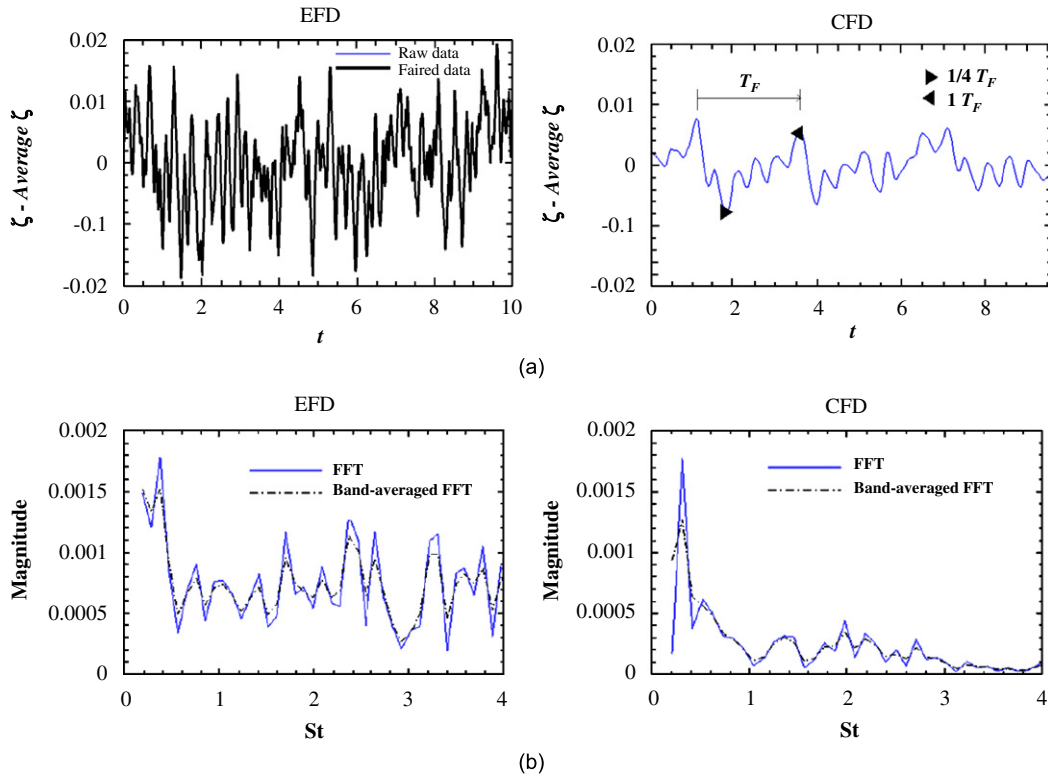 EFD
CFD
0.02
0.01
0
-0.1
-0.02
ζ - Average ζ
Raw data
Faired data
0 2 4 6 8 10
t
0.02
0.01
0
-0.01
-0.02
ζ - Average ζ
T_F
1/4 T_F
1 T_F
0 2 4 6 8
t
(a)
EFD
CFD
0.002
0.0015
0.001
0.0005
0
Magnitude
FFT
Band-averaged FFT
0 1 2 3 4
St
0.002
0.0015
0.001
0.0005
0
Magnitude
FFT
Band-averaged FFT
0 1 2 3 4
St
(b)